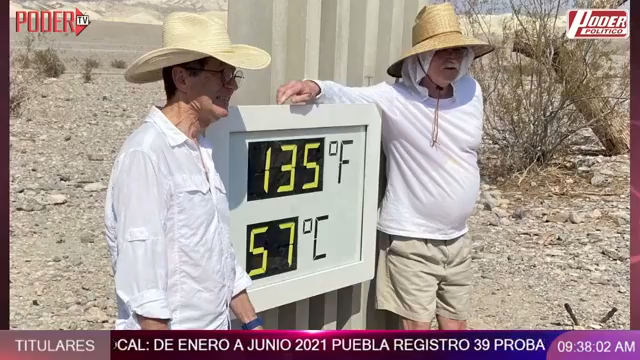 PODER TV
PODER
POLÍTICO
135°F
57°C
TITULARES
OCAL: DE ENERO A JUNIO 2021 PUEBLA REGISTRO 39 PROBA
09:38:02 AM